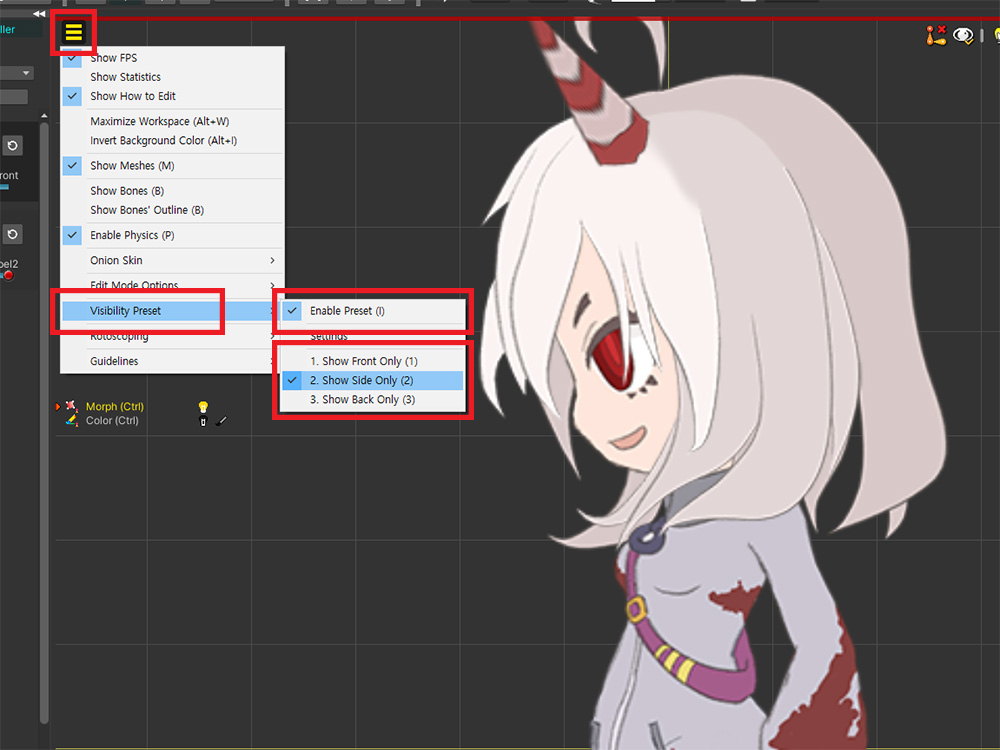 ller
ront
bel2
Show FPS
Show Statistics
Show How to Edit
Maximize Workspace (Alt+W)
Invert Background Color (Alt+I)
Show Meshes (M)
Show Bones (B)
Show Bones' Outline (B)
Enable Physics (P)
Onion Skin
Edit Mode Options
Visibility Preset
Rotoscoping
Guidelines
Enable Preset (I)
Settings
1. Show Front Only (1)
2. Show Side Only (2)
3. Show Back Only (3)
Morph (Ctrl)
Color (Ctrl)